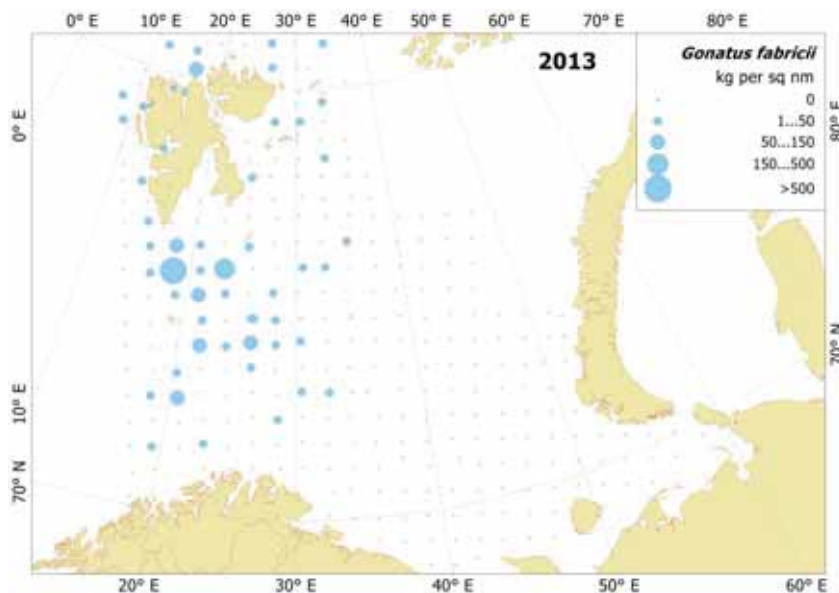 0° E 10° E 20° E 30° E 40° E 50° E 60° E 70° E 80° E
2013
Gonatus fabricii
kg per sq nm
0
1...50
50...150
150...500
>500
0° E
80° E
10° E
70° N
70° N
20° E 30° E 40° E 50° E 60° E